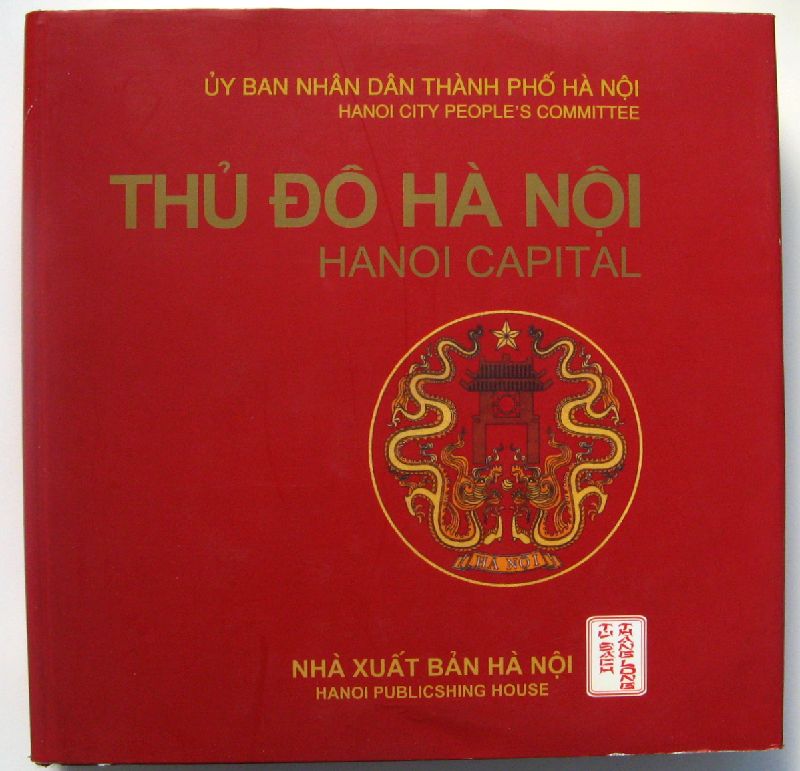 ỦY BAN NHÂN DÂN THÀNH PHỐ HÀ NỘI
HANOI CITY PEOPLE'S COMMITTEE
THỦ ĐÔ HÀ NỘI
HANOI CAPITAL
HÀ NỘI
TỦ SÁCH
THANG LONG
NHÀ XUẤT BẢN HÀ NỘI
HANOI PUBLICSHING HOUSE